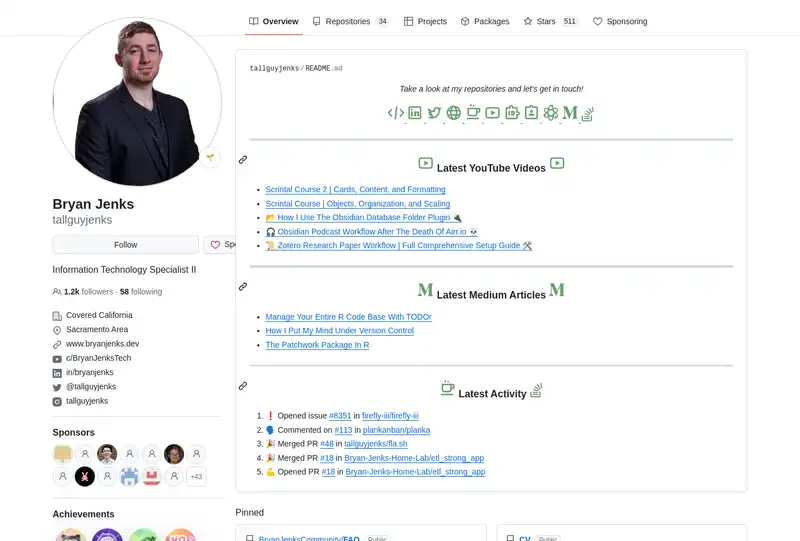 Overview
Repositories 34
Projects
Packages
Stars 511
Sponsoring
Bryan Jenks
tallguyjenks
Follow
Information Technology Specialist II
1.2k followers · 58 following
Covered California
Sacramento Area
www.bryanjenks.dev
c/BryanJenksTech
in/bryanjenks
@tallguyjenks
tallguyjenks
Sponsors
+43
Achievements
tallguyjenks/README.md
Take a look at my repositories and let's get in touch!
Latest YouTube Videos
Scrintal Course 2 | Cards, Content, and Formatting
Scrintal Course | Objects, Organization, and Scaling
📂 How I Use The Obsidian Database Folder Plugin 🔌
🎧 Obsidian Podcast Workflow After The Death Of Airr.io 💀
📜 Zotero Research Paper Workflow | Full Comprehensive Setup Guide 🛠️
M Latest Medium Articles M
Manage Your Entire R Code Base With TODOr
How I Put My Mind Under Version Control
The Patchwork Package In R
Latest Activity
1. ❗ Opened issue #8351 in firefly-iii/firefly-iii
2. 🗣 Commented on #113 in plankanban/planka
3. 🎉 Merged PR #48 in tallguyjenks/fla.sh
4. 🎉 Merged PR #18 in Bryan-Jenks-Home-Lab/etl_strong_app
5. 💪 Opened PR #18 in Bryan-Jenks-Home-Lab/etl_strong_app
Pinned
BryanJenksCommunity/FAQ Public
CV Public